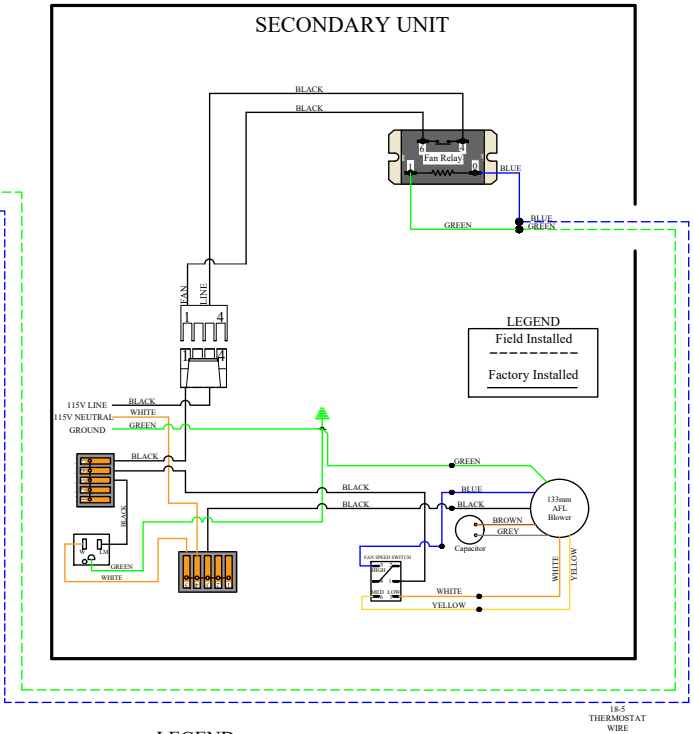 SECONDARY UNIT
BLACK
BLACK
6 4
Fan Relay
1 0
BLUE
BLUE
GREEN
GREEN
FAN
LINE
1 4
1 4
LEGEND
Field Installed
Factory Installed
115V LINE
BLACK
115V NEUTRAL
WHITE
GROUND
GREEN
BLACK
GREEN
BLACK
BLUE
BLACK
BLACK
BLACK
133mm
AFL
Blower
BROWN
GREY
Capacitor
W
LM
GREEN
WHITE
FAN SPEED SWITCH
HIGH
1
MED LOW
WHITE
YELLOW
WHITE
YELLOW
18-5
THERMOSTAT
WIRE
LEGEND